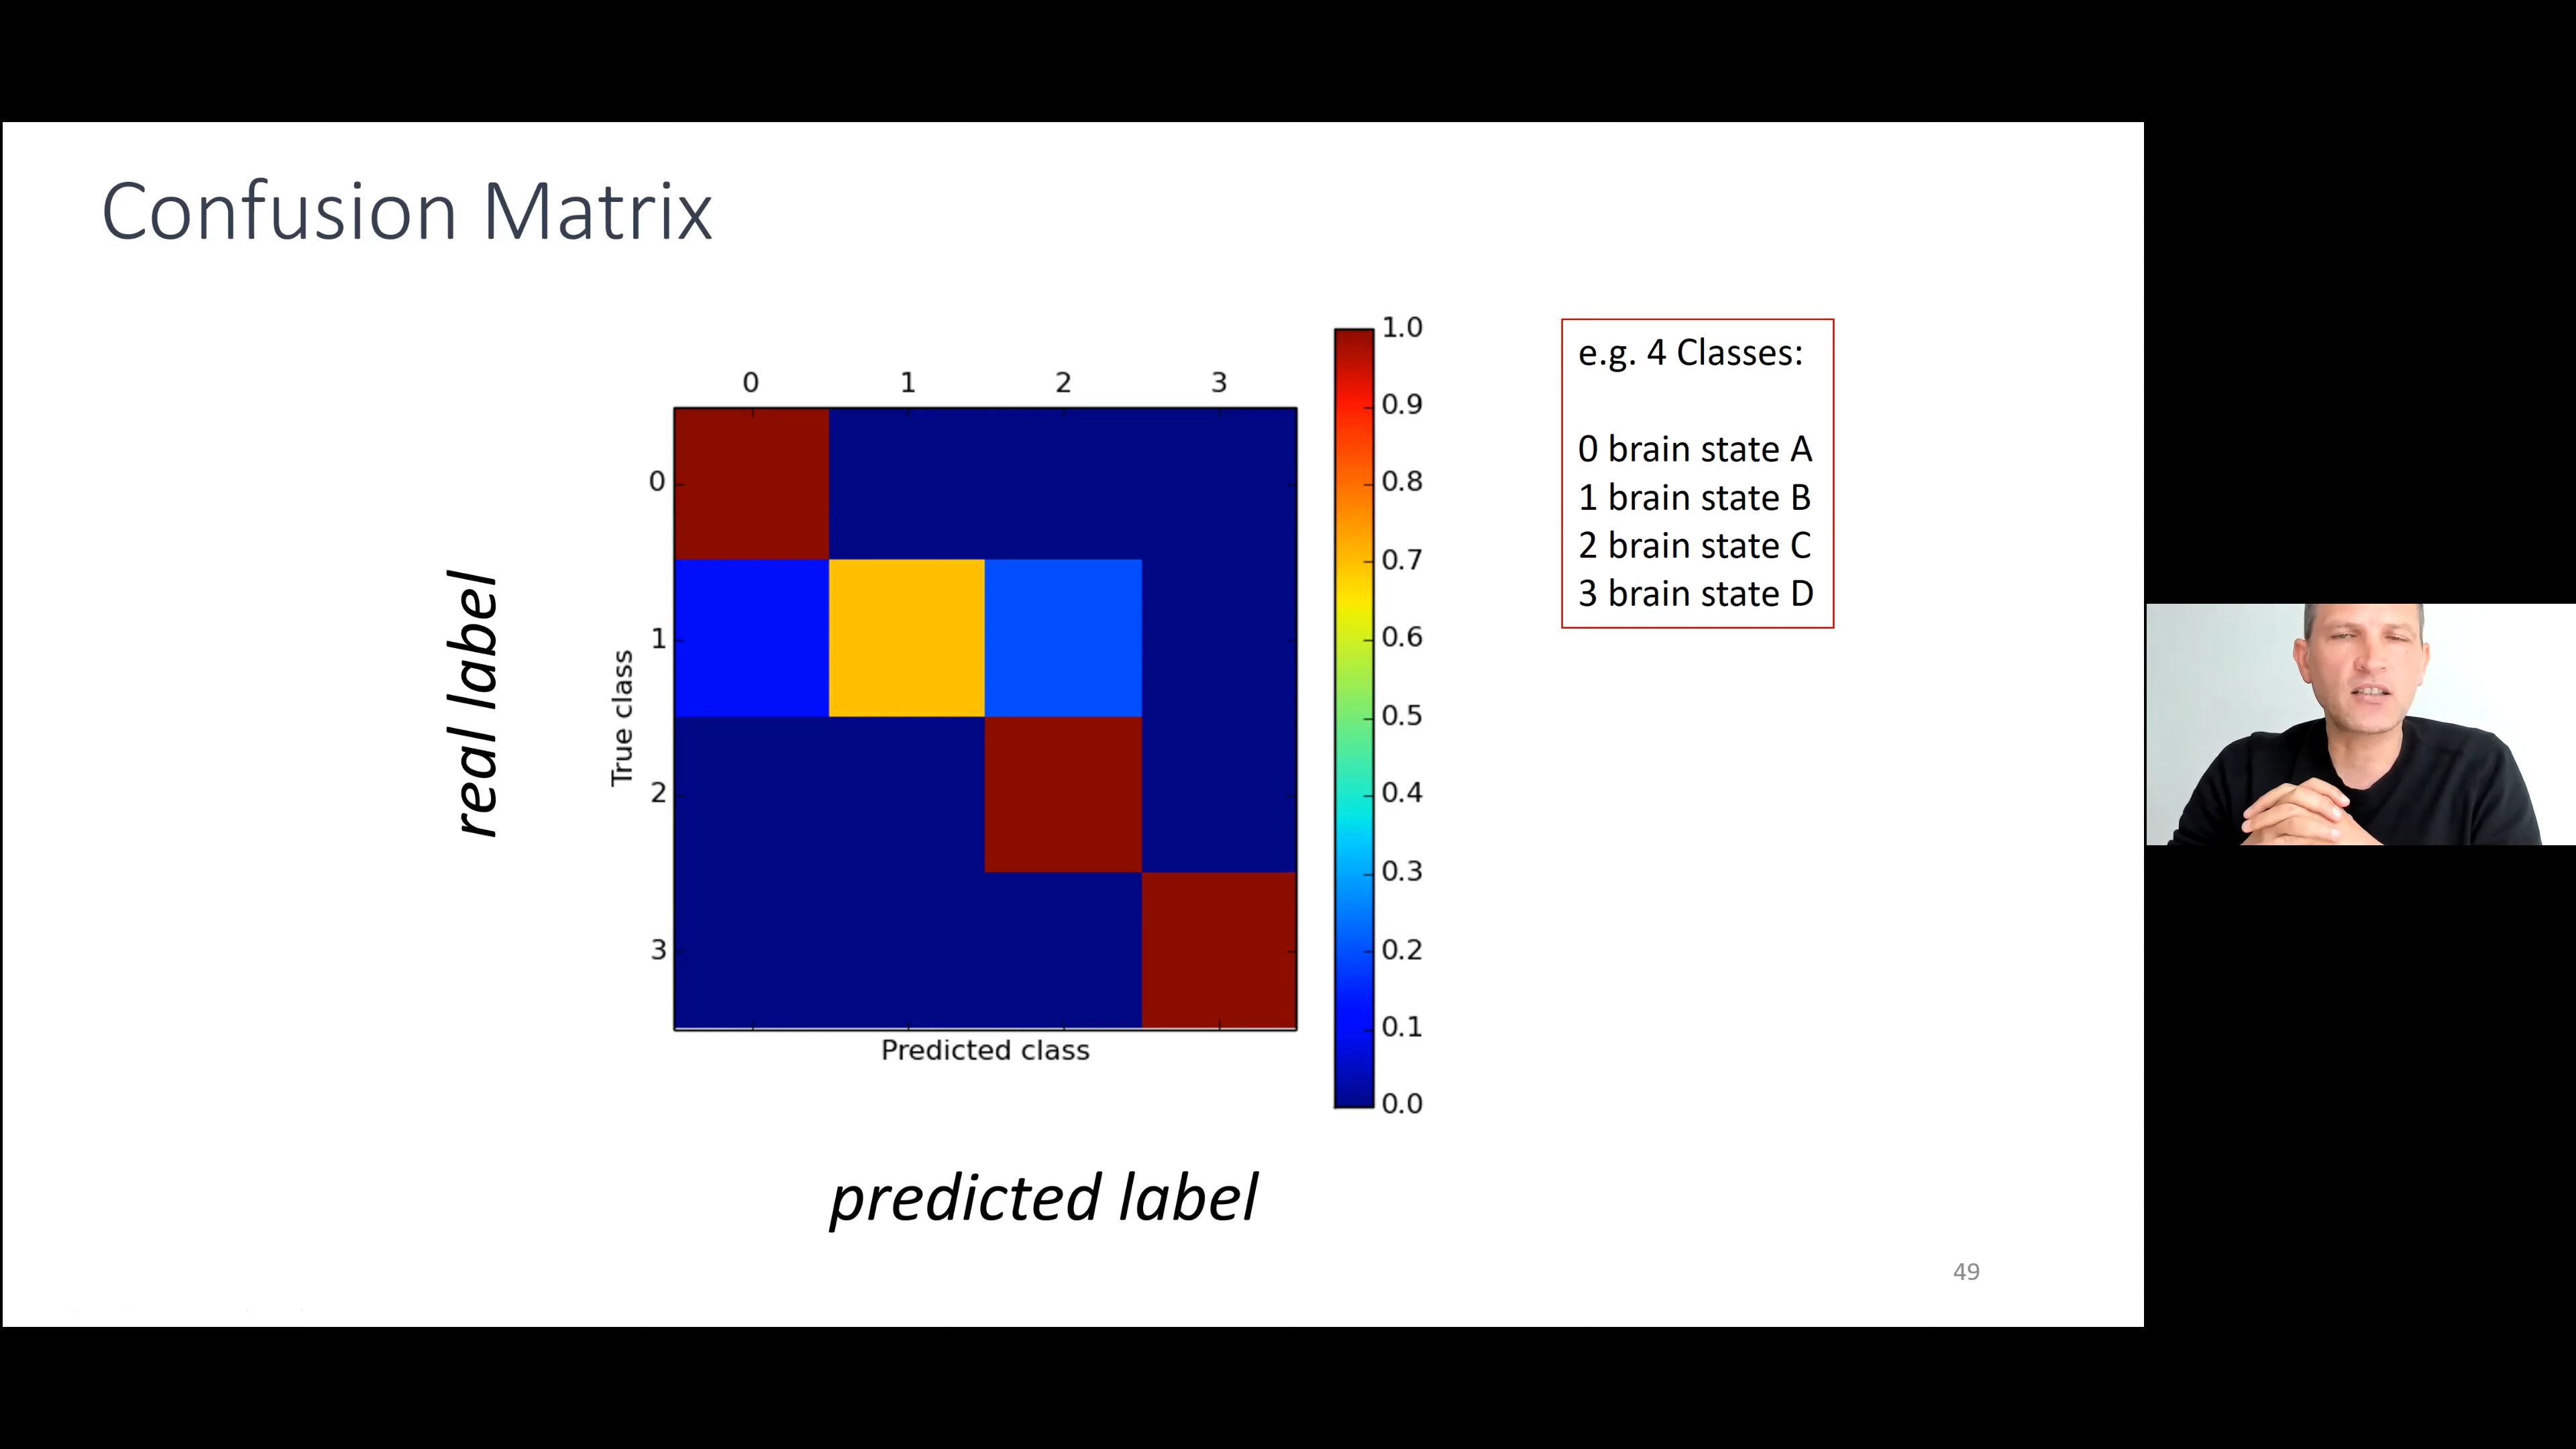 Confusion Matrix
real label
True class
0
1
2
3
0
1
2
3
Predicted class
1.0
0.9
0.8
0.7
0.6
0.5
0.4
0.3
0.2
0.1
0.0
e.g. 4 Classes:
0 brain state A
1 brain state B
2 brain state C
3 brain state D
predicted label
49